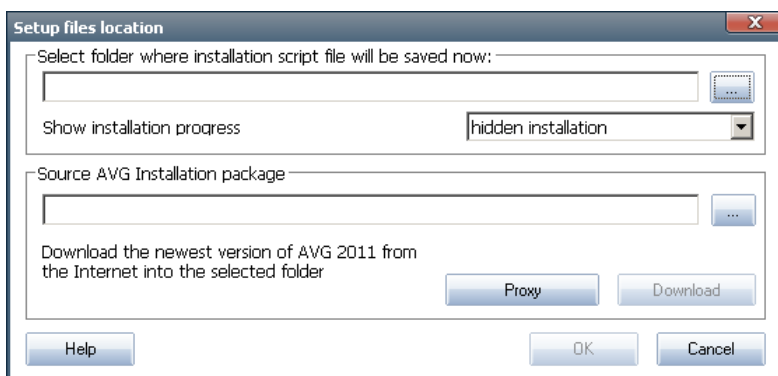 Setup files location
X
Select folder where installation script file will be saved now:
...
Show installation progress
hidden installation
Source AVG Installation package
...
Download the newest version of AVG 2011 from
the Internet into the selected folder
Proxy
Download
Help
OK
Cancel